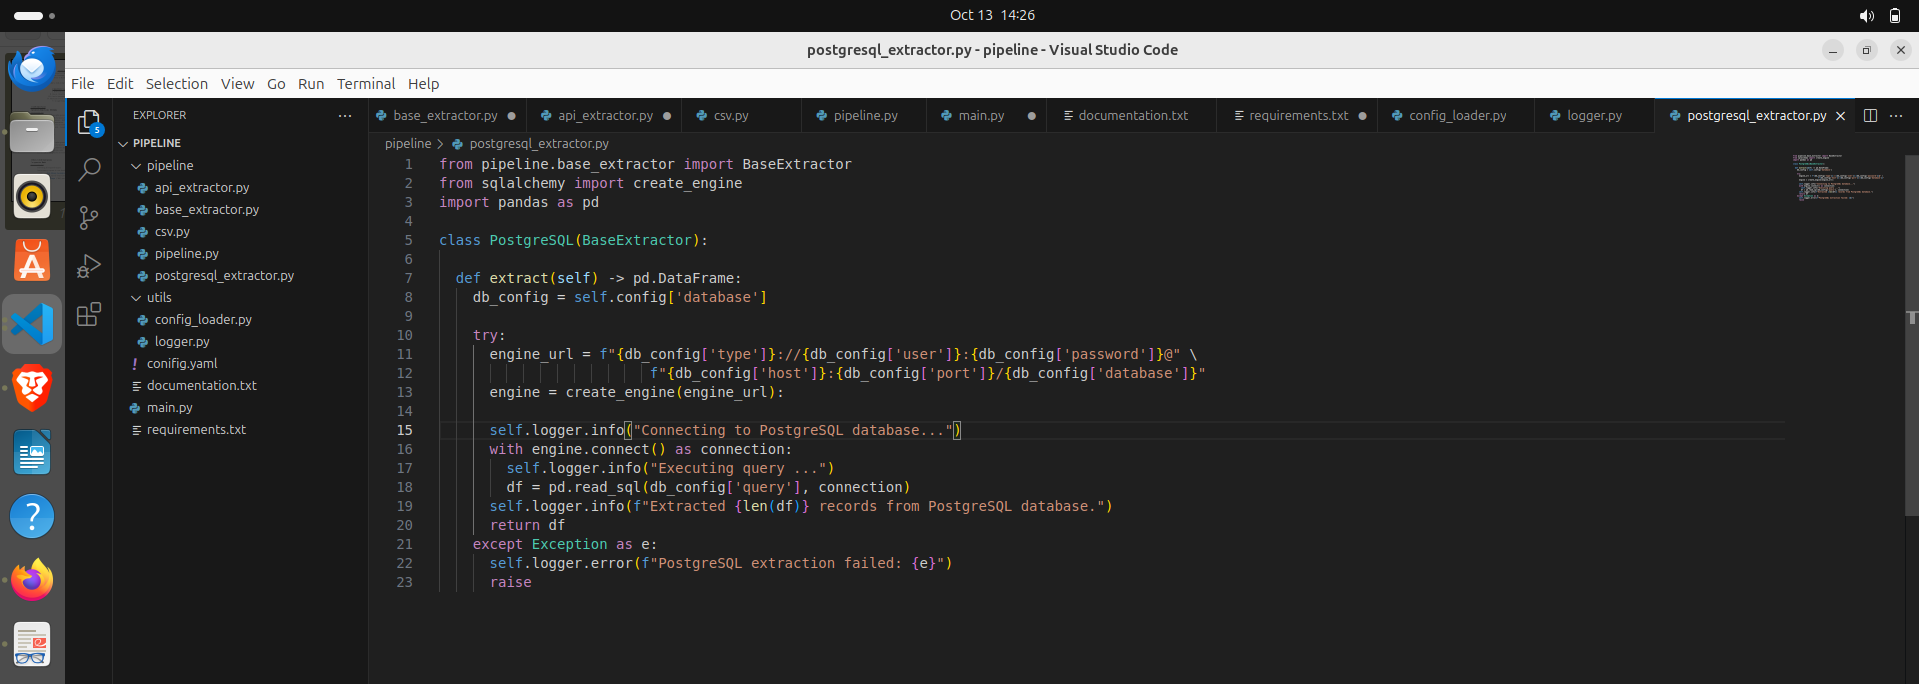 Oct 13 14:26
postgresql_extractor.py - pipeline - Visual Studio Code
File Edit Selection View Go Run Terminal Help
5
EXPLORER
PIPELINE
pipeline
api_extractor.py
base_extractor.py
csv.py
pipeline.py
postgresql_extractor.py
utils
config_loader.py
logger.py
! conifig.yaml
documentation.txt
main.py
requirements.txt
base_extractor.py api_extractor.py csv.py pipeline.py main.py documentation.txt requirements.txt config_loader.py logger.py postgresql_extractor.py
pipeline > postgresql_extractor.py
1 from pipeline.base_extractor import BaseExtractor
2 from sqlalchemy import create_engine
3 import pandas as pd
4
5 class PostgreSQL(BaseExtractor):
6
7 def extract(self) -> pd.DataFrame:
8 db_config = self.config['database']
9
10 try:
11 engine_url = f"{db_config['type']}://{db_config['user']}:{db_config['password']}@" \
12 f"{db_config['host']}:{db_config['port']}/{db_config['database']}"
13 engine = create_engine(engine_url):
14
15 self.logger.info("Connecting to PostgreSQL database...")
16 with engine.connect() as connection:
17 self.logger.info("Executing query ...")
18 df = pd.read_sql(db_config['query'], connection)
19 self.logger.info(f"Extracted {len(df)} records from PostgreSQL database.")
20 return df
21 except Exception as e:
22 self.logger.error(f"PostgreSQL extraction failed: {e}")
23 raise